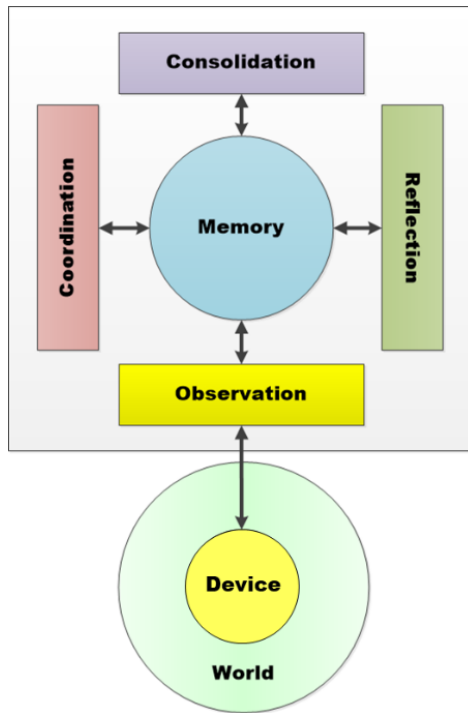 Consolidation
Coordination
Memory
Reflection
Observation
Device
World